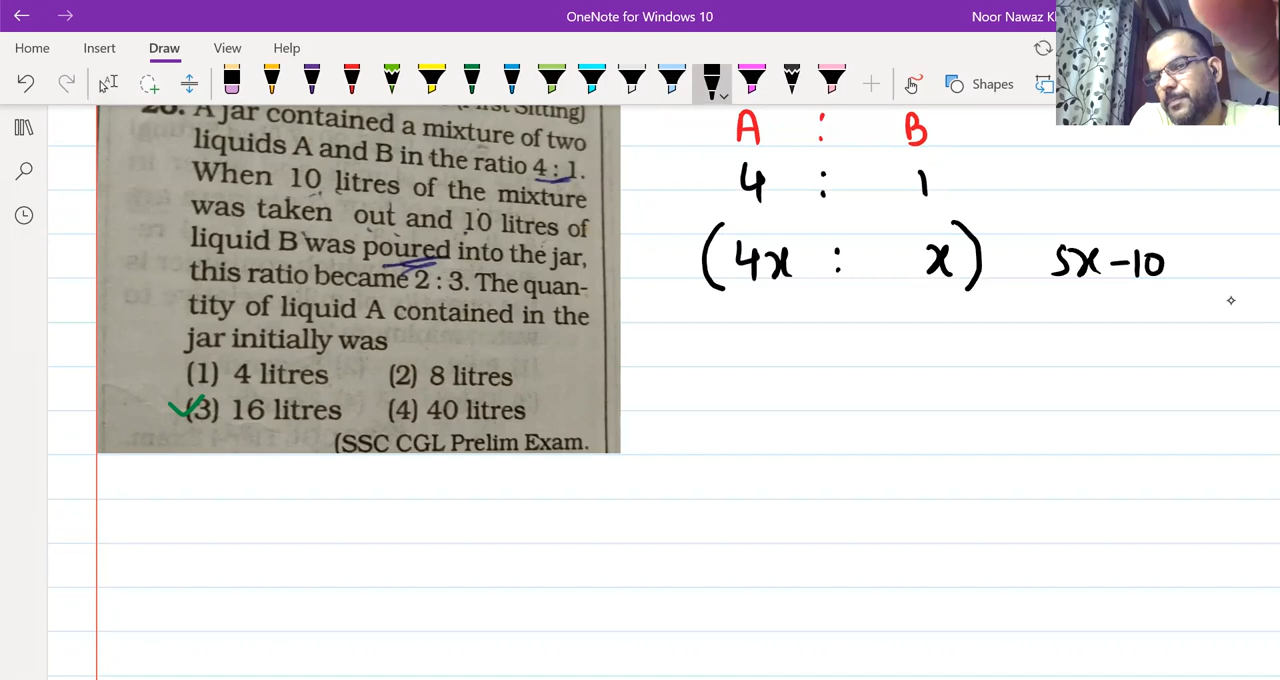 OneNote for Windows 10
Noor Nawaz Kh
Home Insert Draw View Help
Shapes
(First Sitting)
28. A jar contained a mixture of two
liquids A and B in the ratio 4 : 1.
When 10 litres of the mixture
was taken out and 10 litres of
liquid B was poured into the jar,
this ratio became 2 : 3. The quan-
tity of liquid A contained in the
jar initially was
(1) 4 litres (2) 8 litres
(3) 16 litres (4) 40 litres
(SSC CGL Prelim Exam.
A : B
4 : 1
(4x : x) 5x-10